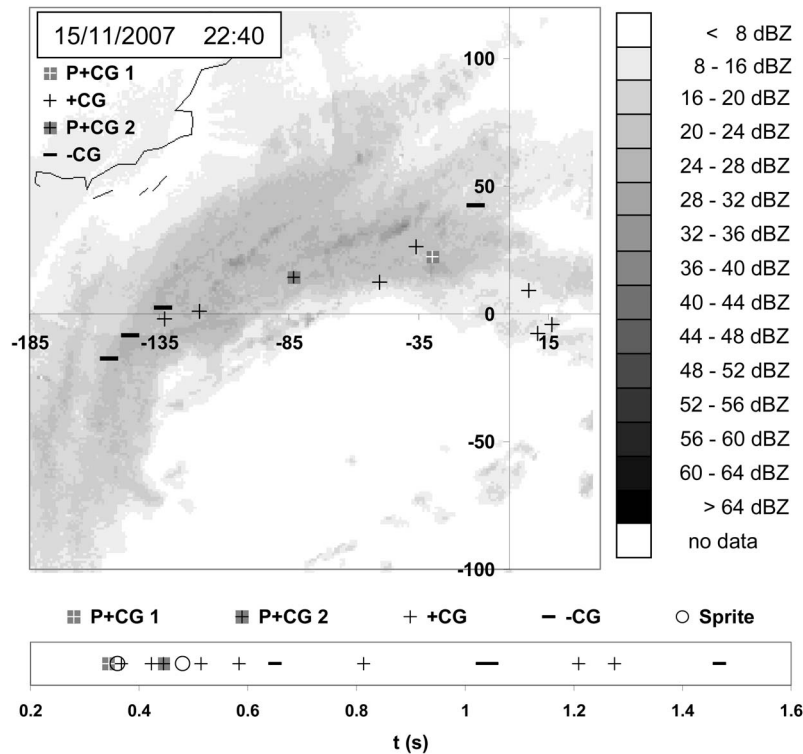 15/11/2007 22:40
P+CG 1
+CG
P+CG 2
-CG
100
50
0
-50
-100
-185
-135
-85
-35
15
< 8 dBZ
8 - 16 dBZ
16 - 20 dBZ
20 - 24 dBZ
24 - 28 dBZ
28 - 32 dBZ
32 - 36 dBZ
36 - 40 dBZ
40 - 44 dBZ
44 - 48 dBZ
48 - 52 dBZ
52 - 56 dBZ
56 - 60 dBZ
60 - 64 dBZ
> 64 dBZ
no data
P+CG 1 P+CG 2 +CG -CG Sprite
0.2 0.4 0.6 0.8 1 1.2 1.4 1.6
t (s)